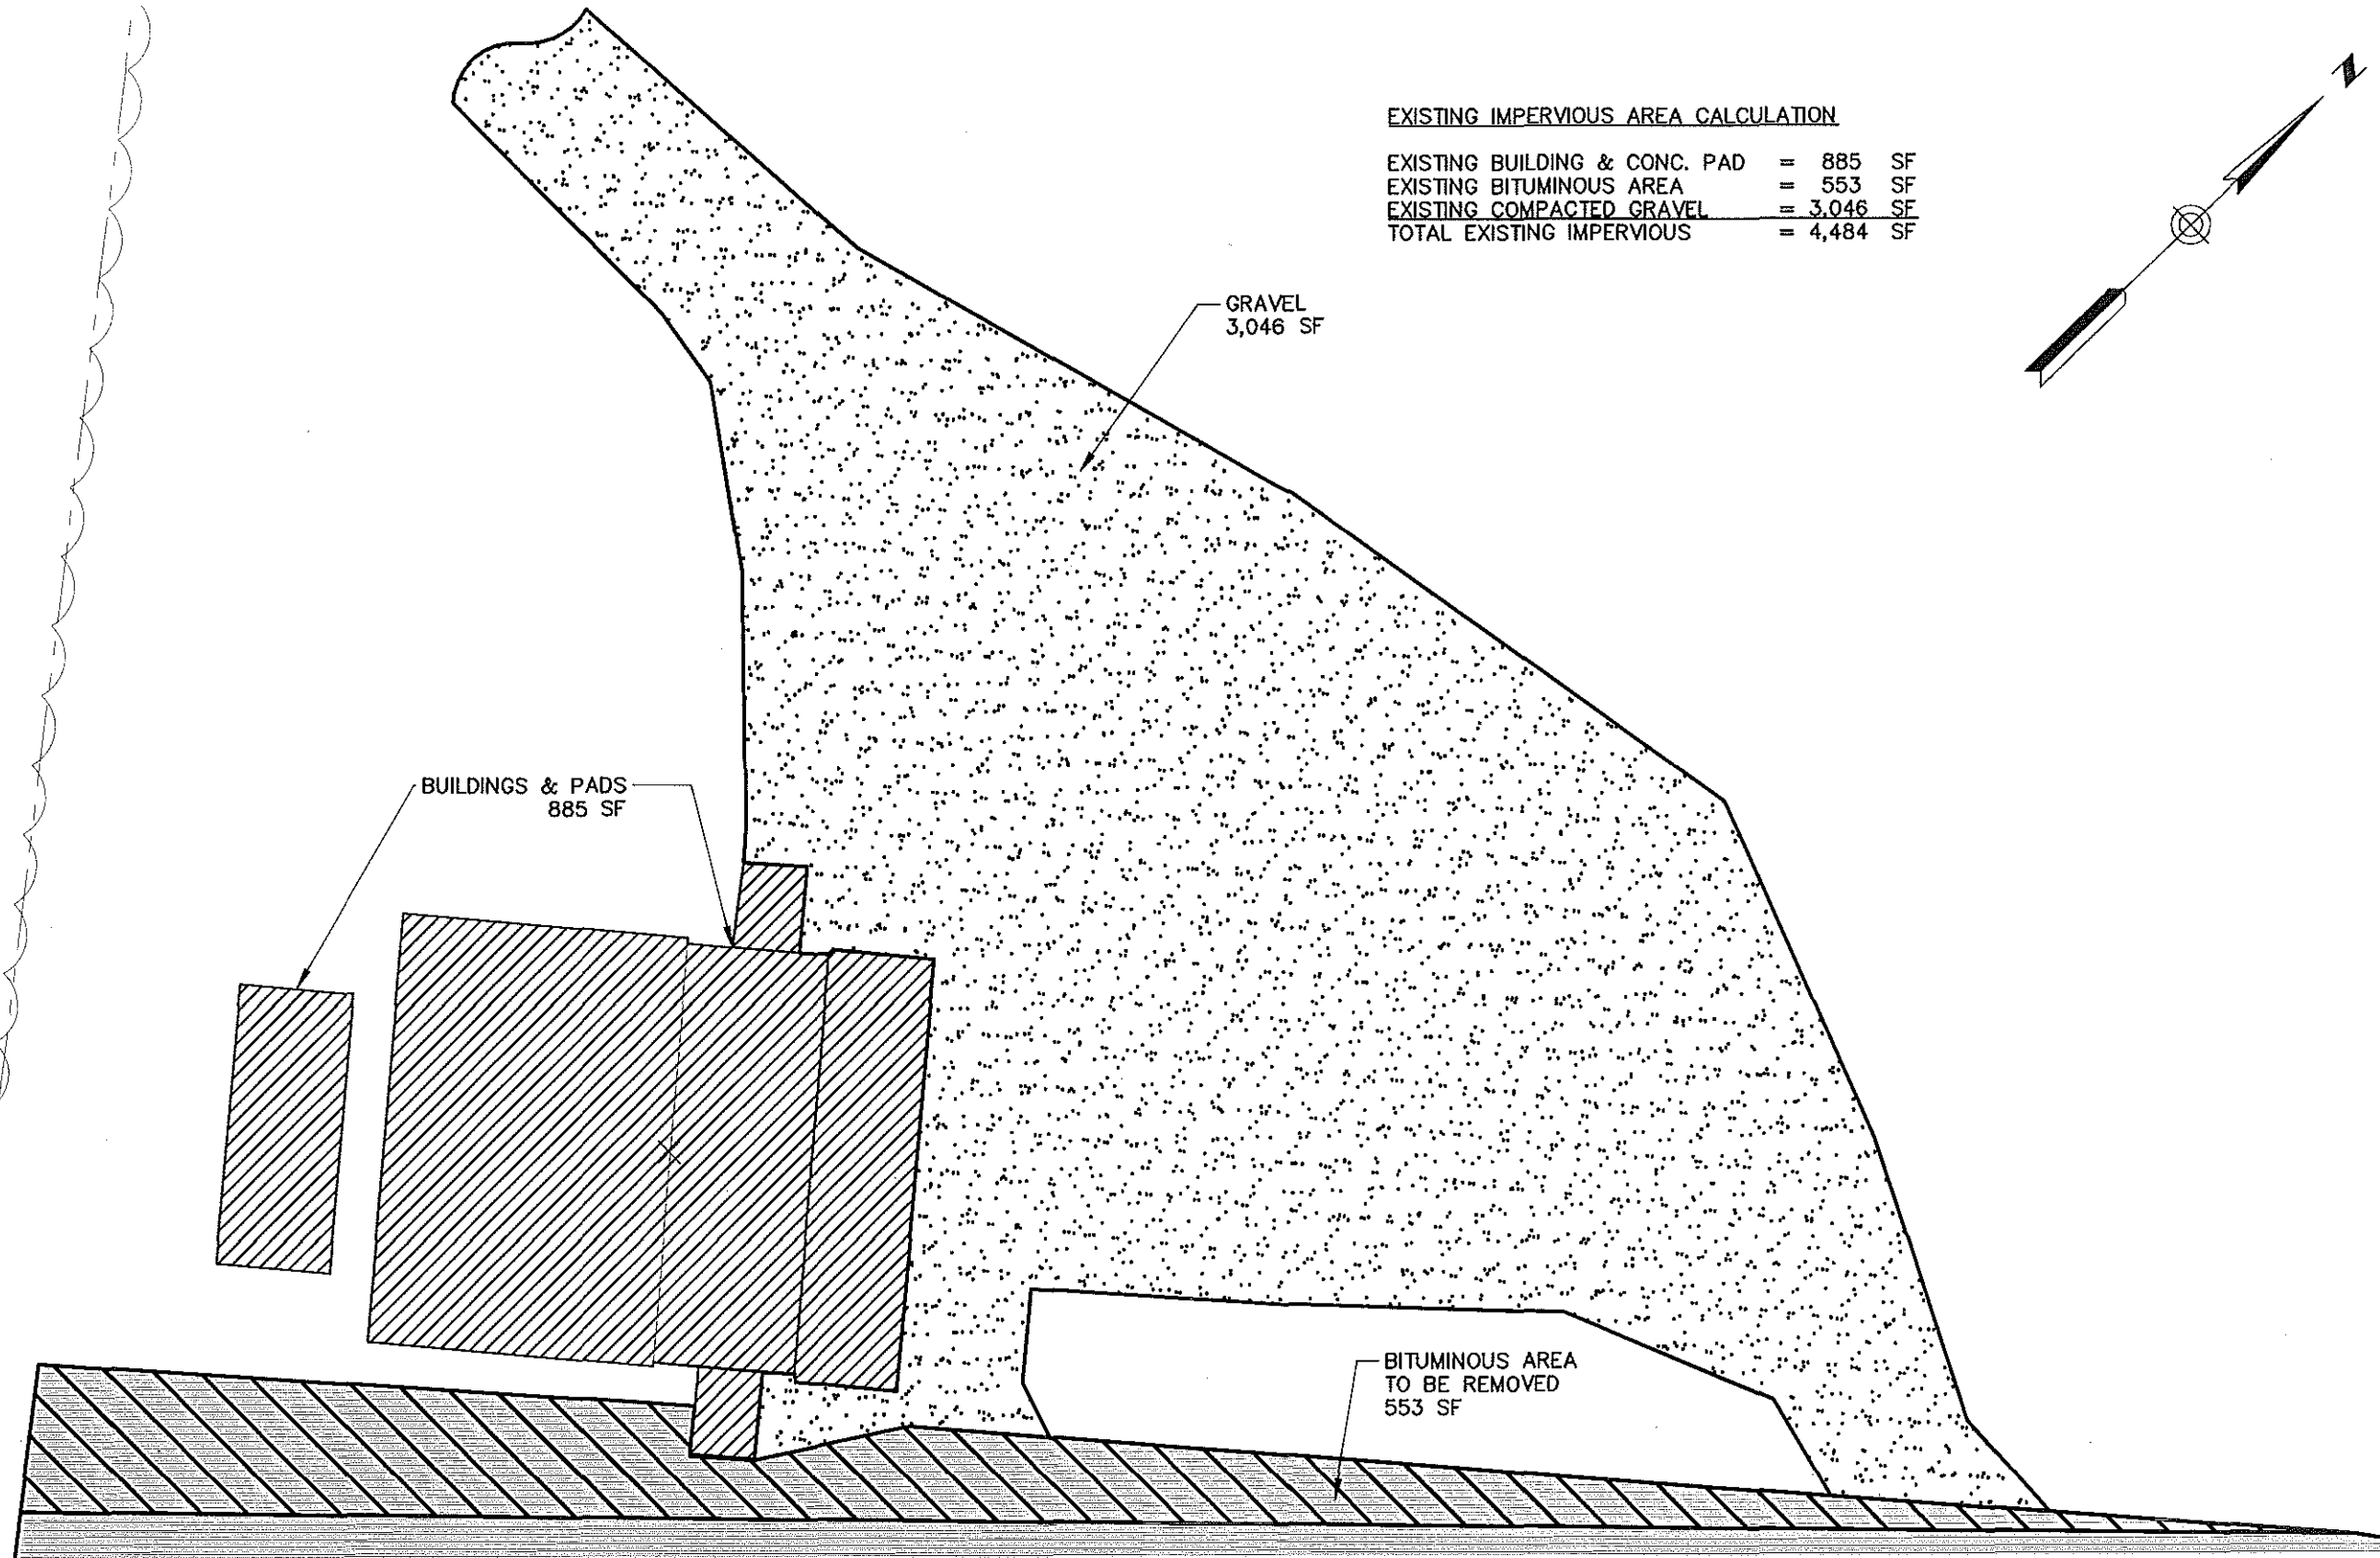 EXISTING IMPERVIOUS AREA CALCULATION
EXISTING BUILDING & CONC. PAD = 885 SF
EXISTING BITUMINOUS AREA = 553 SF
EXISTING COMPACTED GRAVEL = 3,046 SF
TOTAL EXISTING IMPERVIOUS = 4,484 SF
N
GRAVEL
3,046 SF
BUILDINGS & PADS
885 SF
BITUMINOUS AREA
TO BE REMOVED
553 SF